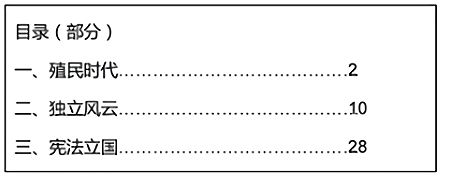 目录（部分）
一、殖民时代……………………………………2
二、独立风云……………………………………10
三、宪法立国……………………………………28